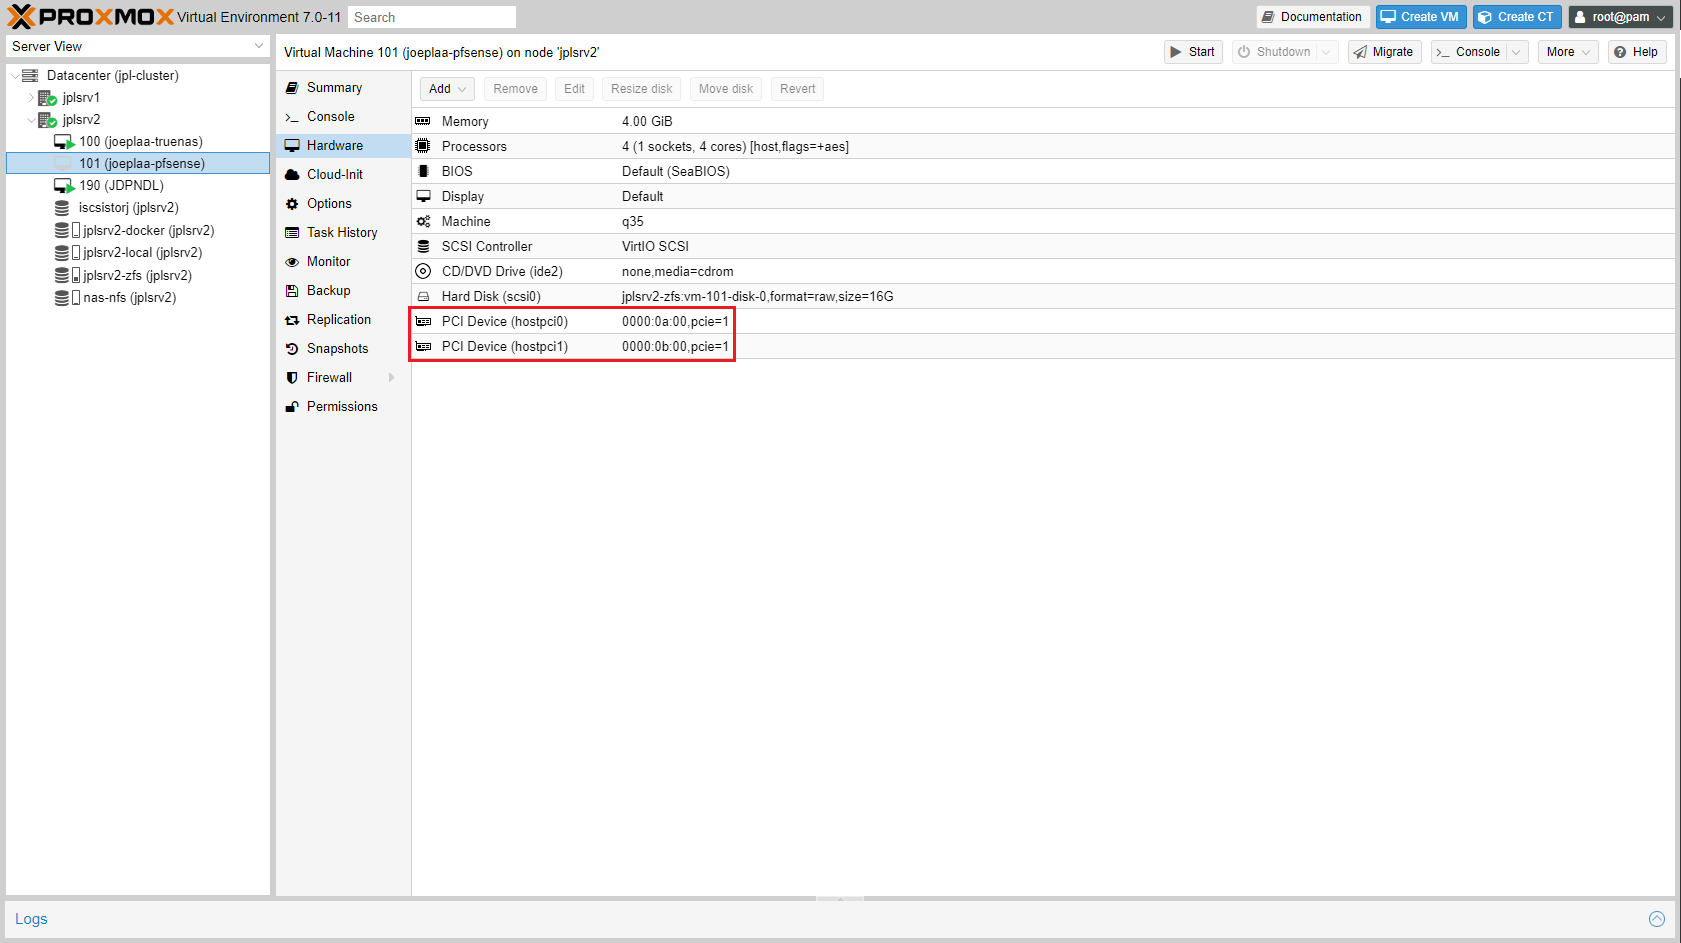 PROXMOX Virtual Environment 7.0-11 Search Documentation Create VM Create CT root@pam
Server View
Datacenter (jpl-cluster)
jplsrv1
jplsrv2
100 (joeplaa-truenas)
101 (joeplaa-pfsense)
190 (JDPNDL)
iscsistorj (jplsrv2)
jplsrv2-docker (jplsrv2)
jplsrv2-local (jplsrv2)
jplsrv2-zfs (jplsrv2)
nas-nfs (jplsrv2)
Virtual Machine 101 (joeplaa-pfsense) on node 'jplsrv2' Start Shutdown Migrate Console More Help
Summary
Console
Hardware
Cloud-Init
Options
Task History
Monitor
Backup
Replication
Snapshots
Firewall
Permissions
Add Remove Edit Resize disk Move disk Revert
Memory 4.00 GiB
Processors 4 (1 sockets, 4 cores) [host,flags=+aes]
BIOS Default (SeaBIOS)
Display Default
Machine q35
SCSI Controller VirtIO SCSI
CD/DVD Drive (ide2) none,media=cdrom
Hard Disk (scsi0) jplsrv2-zfs:vm-101-disk-0,format=raw,size=16G
PCI Device (hostpci0) 0000:0a:00,pcie=1
PCI Device (hostpci1) 0000:0b:00,pcie=1
Logs